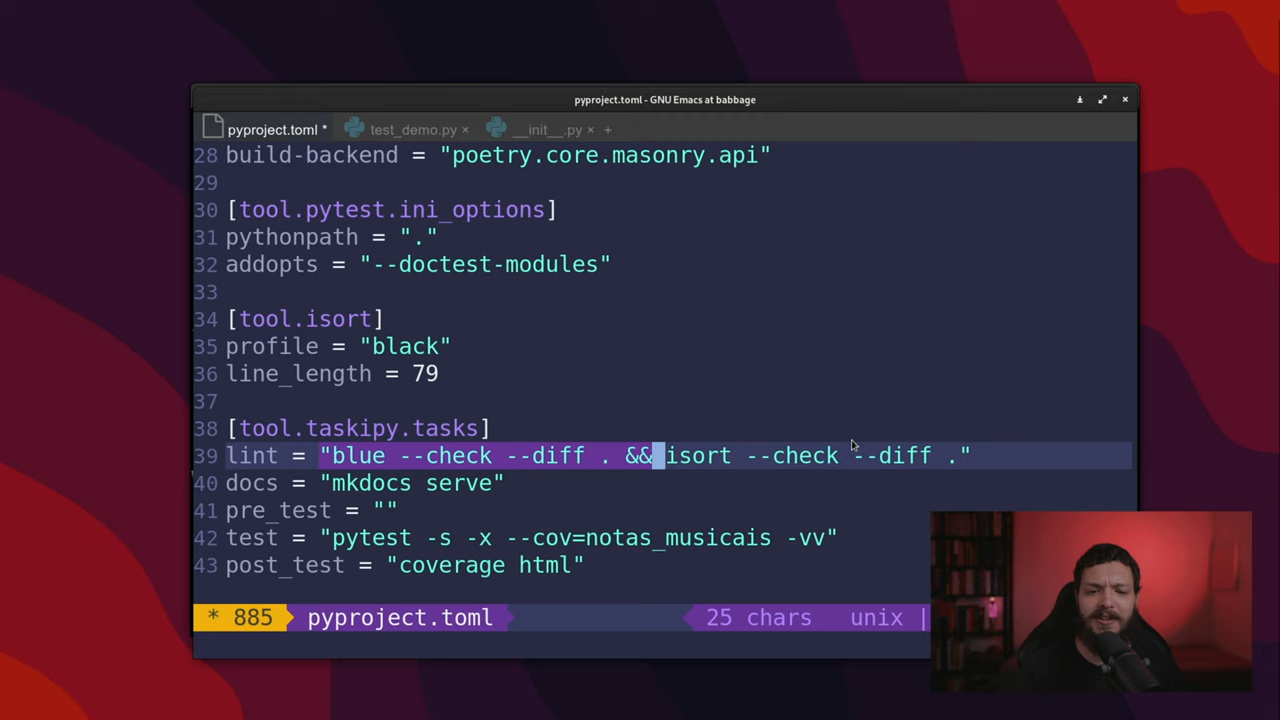 pyproject.toml - GNU Emacs at babbage
pyproject.toml * test_demo.py × __init__.py × +
28 build-backend = "poetry.core.masonry.api"
29
30 [tool.pytest.ini_options]
31 pythonpath = "."
32 addopts = "--doctest-modules"
33
34 [tool.isort]
35 profile = "black"
36 line_length = 79
37
38 [tool.taskipy.tasks]
39 lint = "blue --check --diff . && isort --check --diff ."
40 docs = "mkdocs serve"
41 pre_test = ""
42 test = "pytest -s -x --cov=notas_musicais -vv"
43 post_test = "coverage html"
* 885 pyproject.toml 25 chars unix |